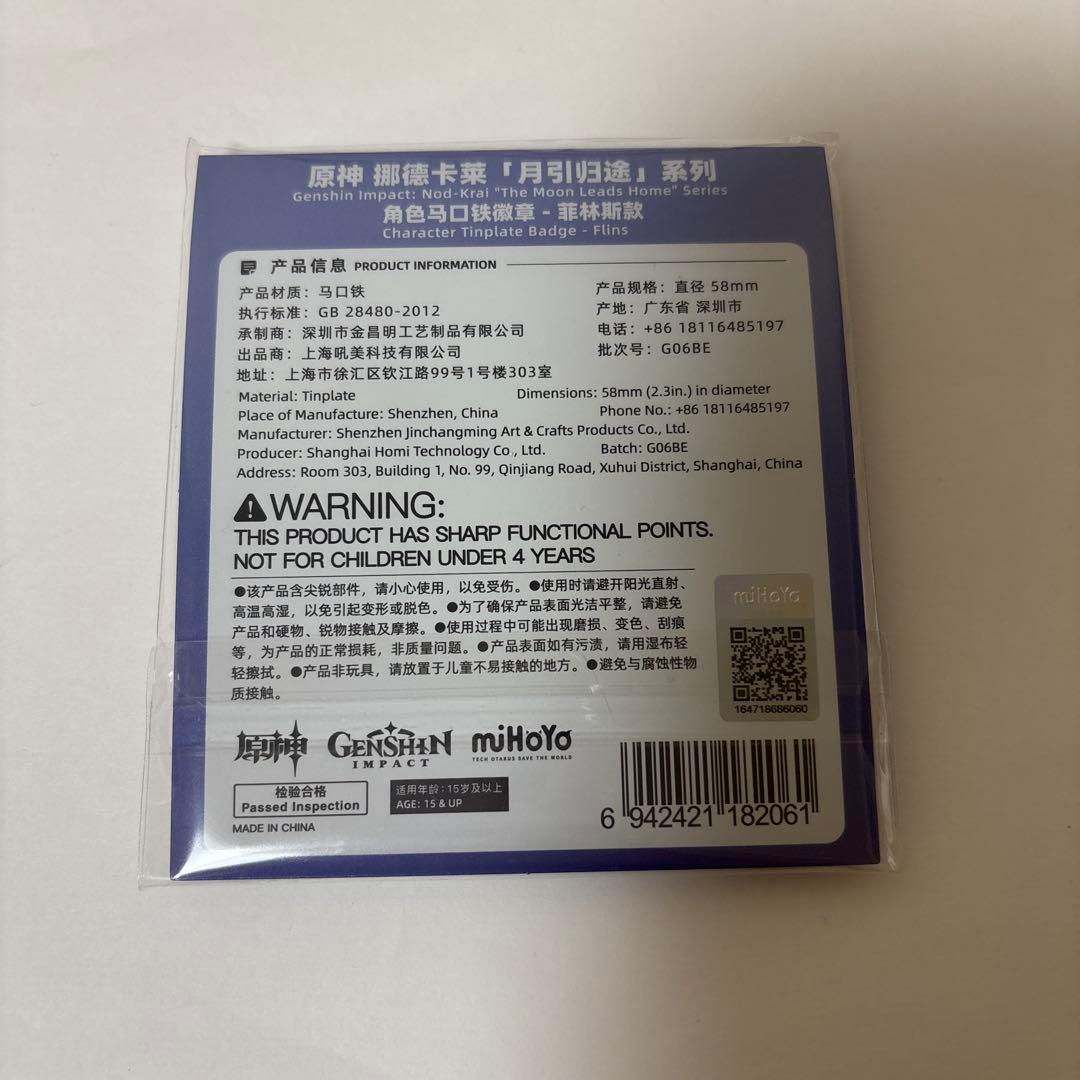 原神 挪德卡莱「月引归途」系列
Genshin Impact: Nod-Krai "The Moon Leads Home" Series
角色马口铁徽章 - 菲林斯款
Character Tinplate Badge - Flins
产品信息 PRODUCT INFORMATION
产品材质：马口铁 产品规格：直径 58mm
执行标准：GB 28480-2012 产地：广东省 深圳市
承制商：深圳市金昌明工艺制品有限公司 电话：+86 18116485197
出品商：上海吼美科技有限公司 批次号：G06BE
地址：上海市徐汇区钦江路99号1号楼303室
Material: Tinplate Dimensions: 58mm (2.3in.) in diameter
Place of Manufacture: Shenzhen, China Phone No.: +86 18116485197
Manufacturer: Shenzhen Jinchangming Art & Crafts Products Co., Ltd.
Producer: Shanghai Homi Technology Co., Ltd. Batch: G06BE
Address: Room 303, Building 1, No. 99, Qinjiang Road, Xuhui District, Shanghai, China
WARNING:
THIS PRODUCT HAS SHARP FUNCTIONAL POINTS.
NOT FOR CHILDREN UNDER 4 YEARS
●该产品含尖锐部件，请小心使用，以免受伤。●使用时请避开阳光直射、
高温高湿，以免引起变形或脱色。●为了确保产品表面光洁平整，请避免
产品和硬物、锐物接触及摩擦。●使用过程中可能出现磨损、变色、刮痕
等，为产品的正常损耗，非质量问题。●产品表面如有污渍，请用湿布轻
轻擦拭。●产品非玩具，请放置于儿童不易接触的地方。●避免与腐蚀性物
质接触。
miHoYo
164718686060
原神 GENSHIN IMPACT miHoYo
TECH OTAKUS SAVE THE WORLD
检验合格
Passed Inspection
适用年龄：15岁及以上
AGE: 15 & UP
MADE IN CHINA
6 942421 182061